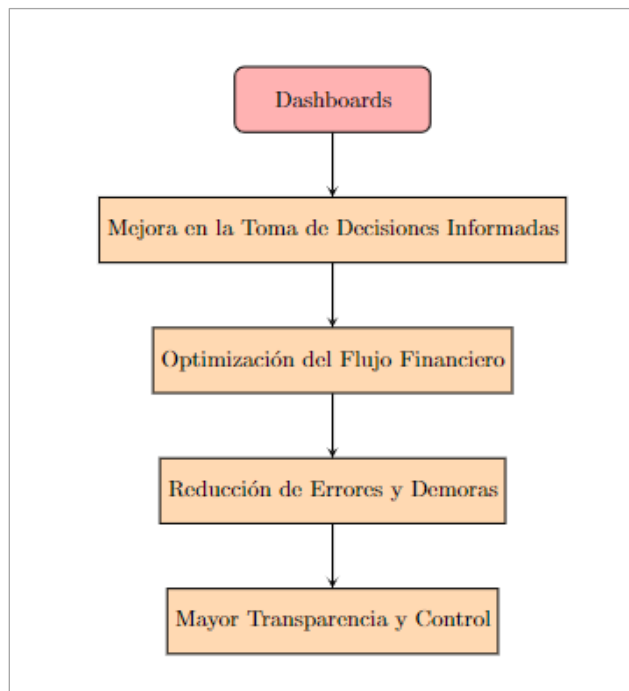 Dashboards
Mejora en la Toma de Decisiones Informadas
Optimización del Flujo Financiero
Reducción de Errores y Demoras
Mayor Transparencia y Control